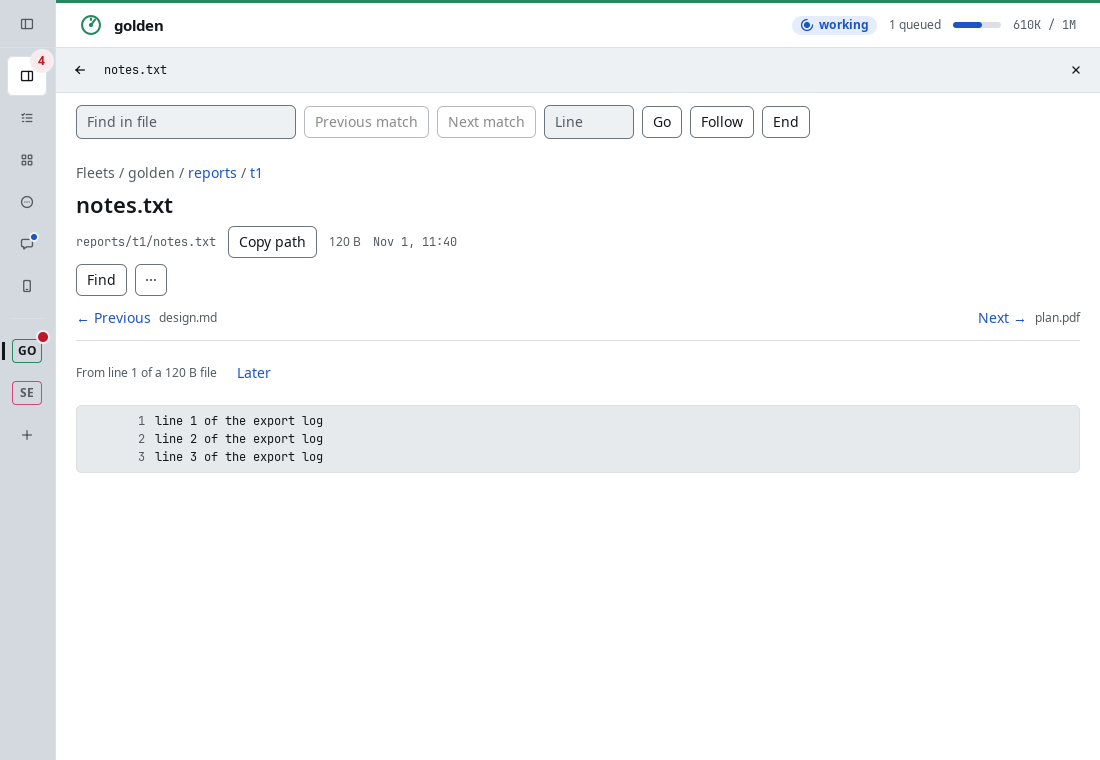 golden
working
1 queued
610K / 1M
4
notes.txt
Find in file
Previous match
Next match
Line
Go
Follow
End
Fleets / golden / reports / t1
notes.txt
reports/t1/notes.txt
Copy path
120 B
Nov 1, 11:40
Find
···
← Previous design.md
Next → plan.pdf
GO
From line 1 of a 120 B file
Later
SE
1 line 1 of the export log
2 line 2 of the export log
3 line 3 of the export log